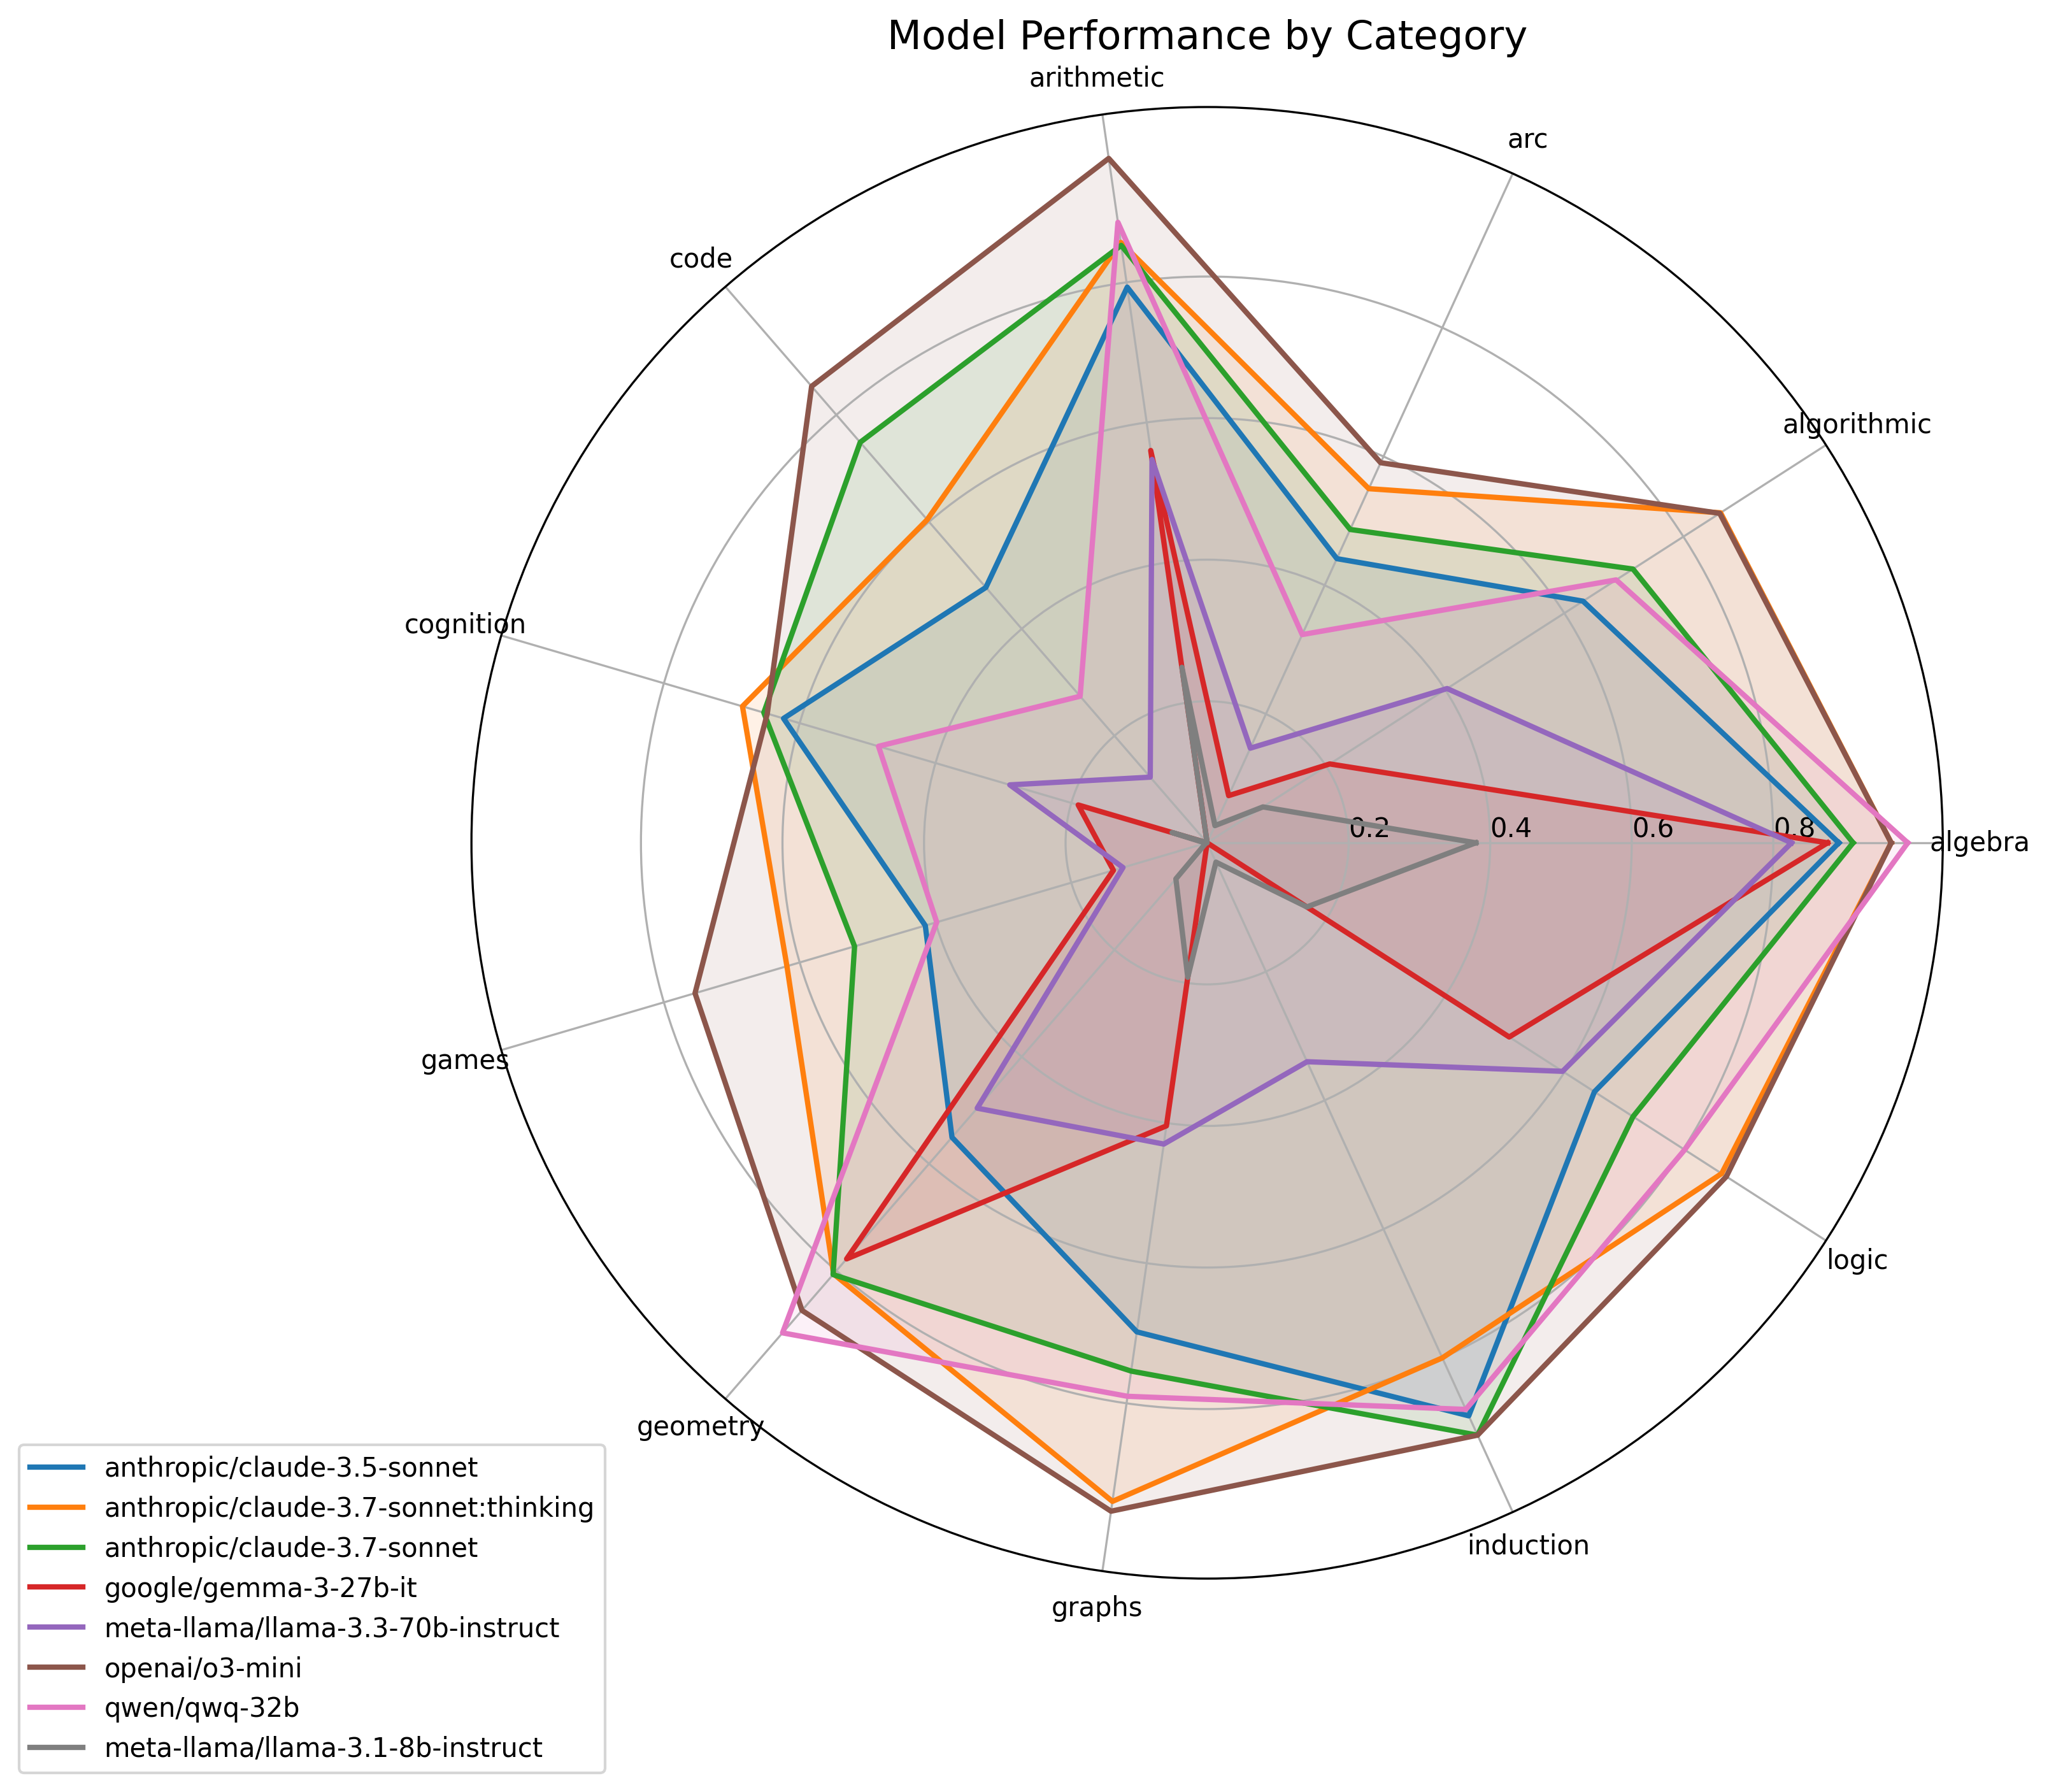 Model Performance by Category
arithmetic
arc
code
algorithmic
cognition
0.2
0.4
0.6
0.8
algebra
games
logic
geometry
induction
graphs
anthropic/claude-3.5-sonnet
anthropic/claude-3.7-sonnet:thinking
anthropic/claude-3.7-sonnet
google/gemma-3-27b-it
meta-llama/llama-3.3-70b-instruct
openai/o3-mini
qwen/qwq-32b
meta-llama/llama-3.1-8b-instruct